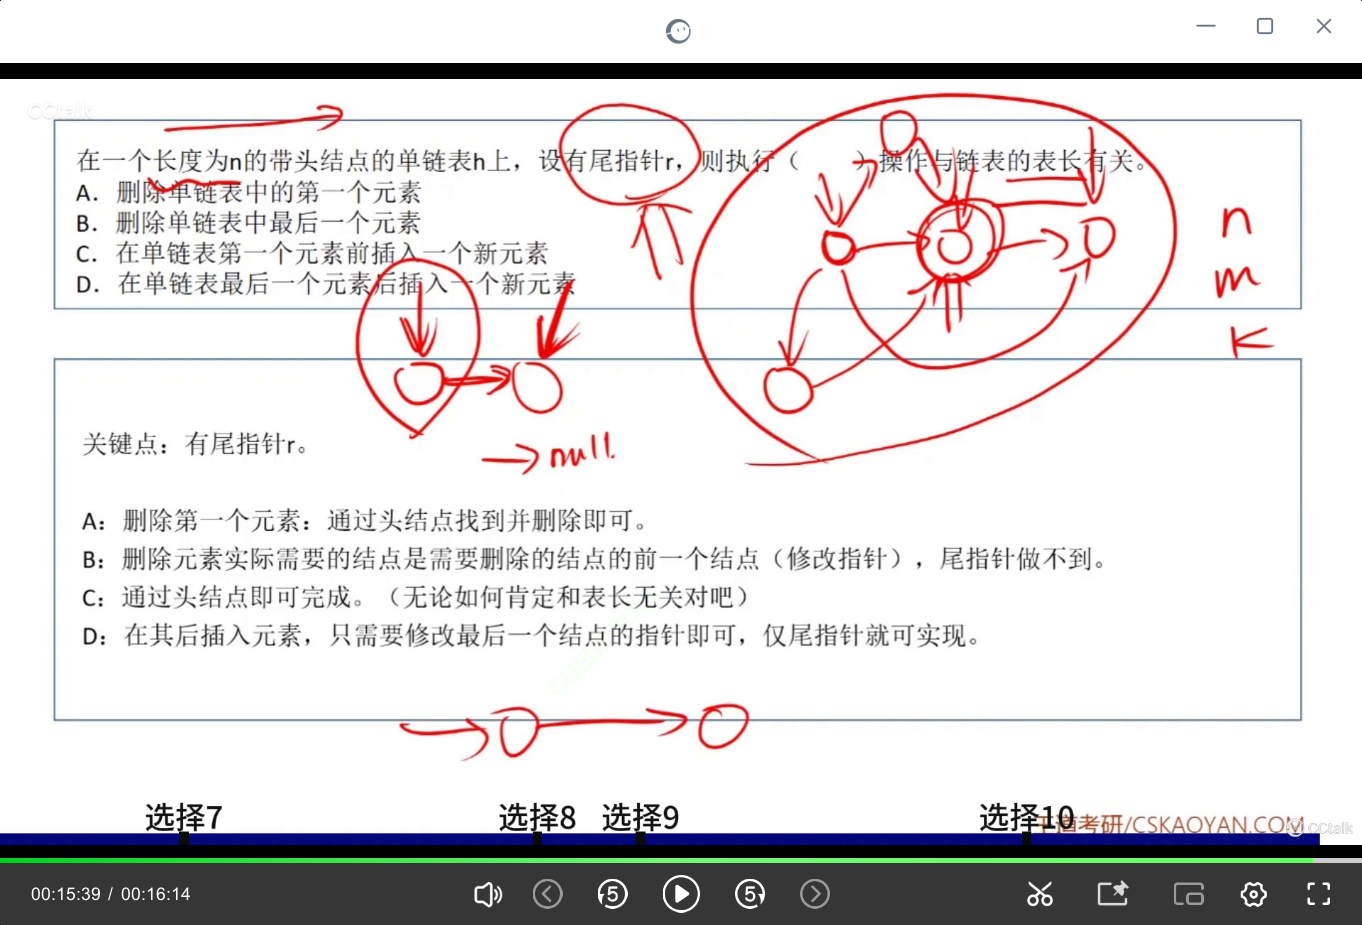 CCtalk
在一个长度为n的带头结点的单链表h上，设有尾指针r，则执行（ ）操作与链表的表长有关。
A．删除单链表中的第一个元素
B．删除单链表中最后一个元素
C．在单链表第一个元素前插入一个新元素
D．在单链表最后一个元素后插入一个新元素
n
m
K
关键点：有尾指针r。
null
A：删除第一个元素：通过头结点找到并删除即可。
B：删除元素实际需要的结点是需要删除的结点的前一个结点（修改指针），尾指针做不到。
C：通过头结点即可完成。（无论如何肯定和表长无关对吧）
D：在其后插入元素，只需要修改最后一个结点的指针即可，仅尾指针就可实现。
选择7 选择8 选择9 选择10
道考研/CSKAOYAN.COM
CCtalk
00:15:39 / 00:16:14 5 5